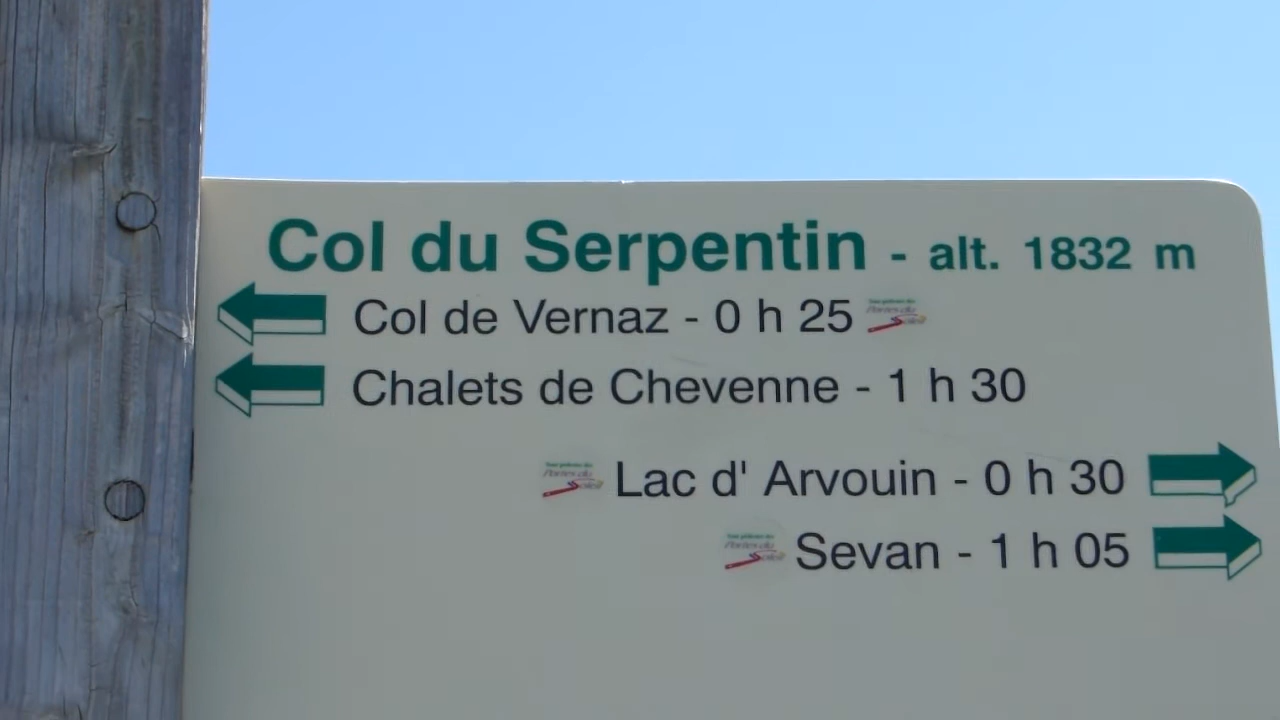 Col du Serpentin - alt. 1832 m
Col de Vernaz - 0 h 25
Chalets de Chevenne - 1 h 30
Lac d' Arvouin - 0 h 30
Sevan - 1 h 05